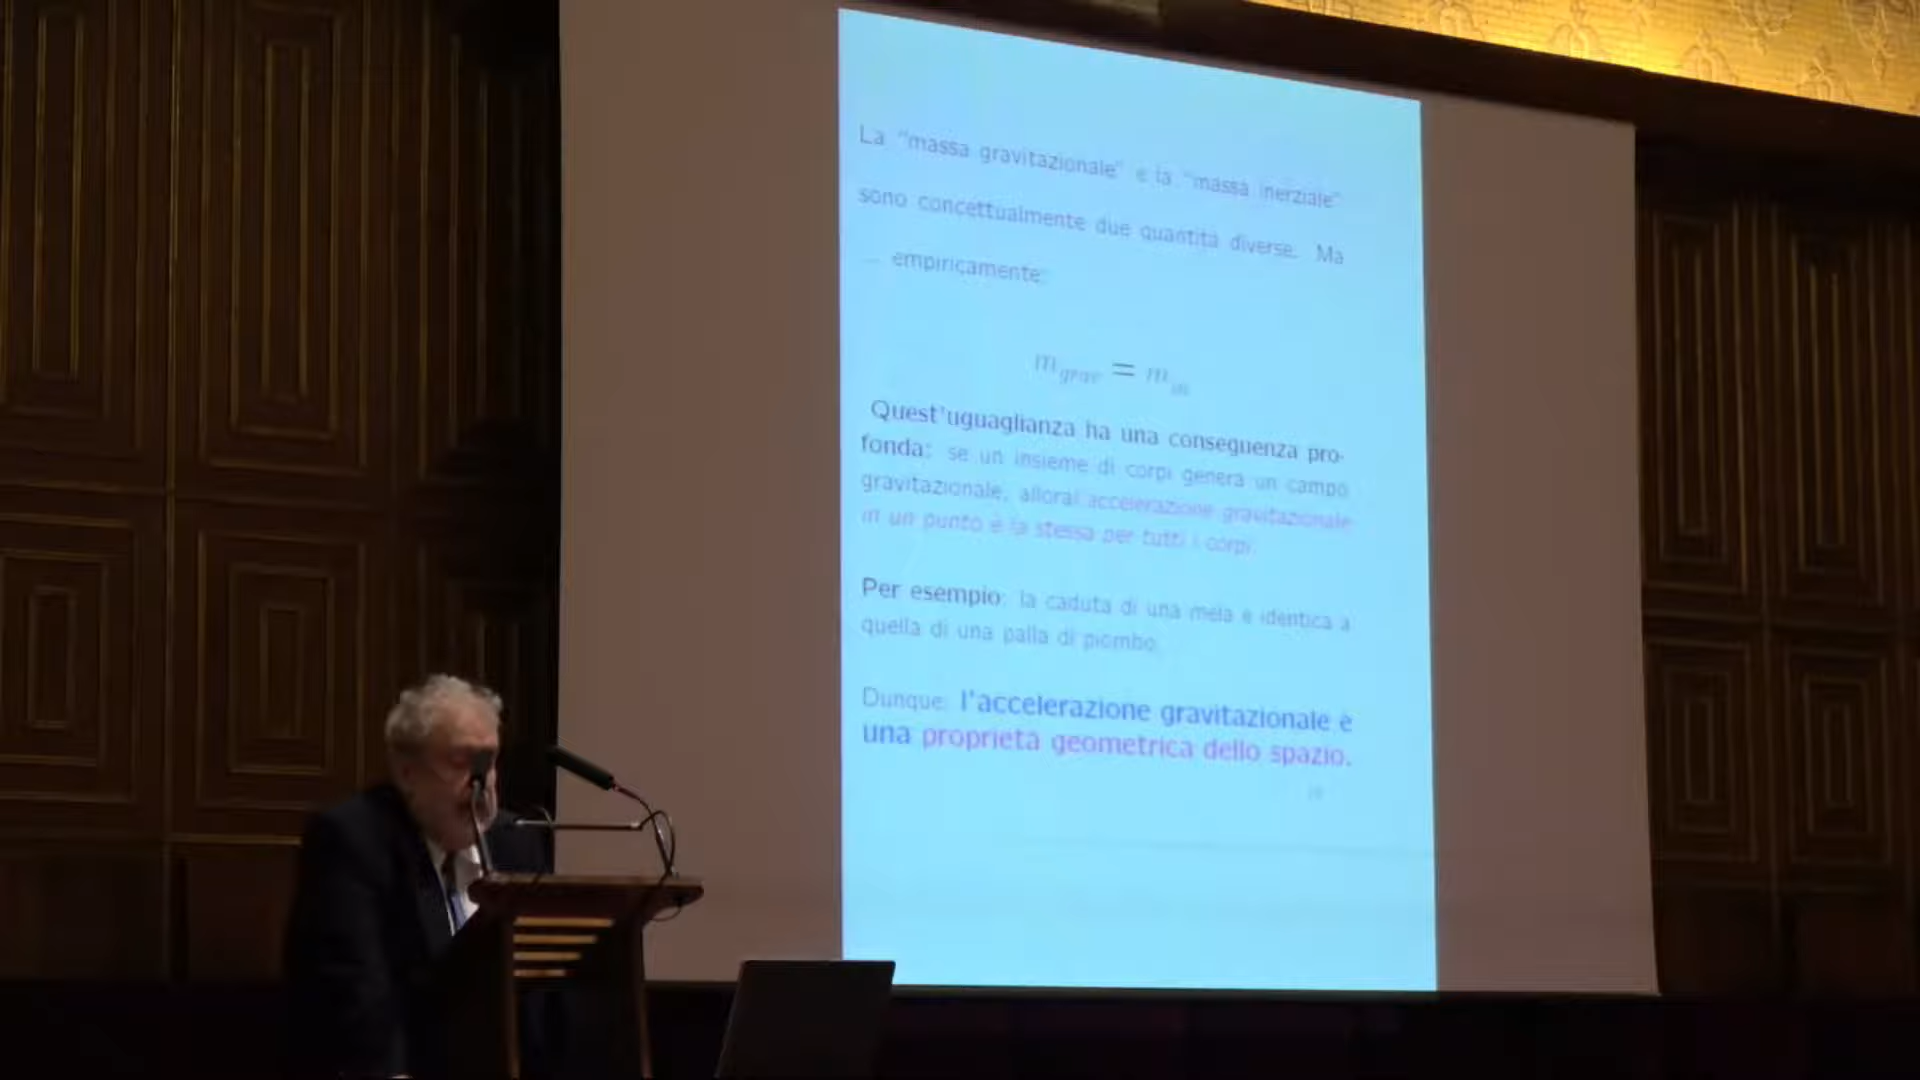 La “massa gravitazionale” e la “massa inerziale”
sono concettualmente due quantità diverse. Ma
... empiricamente:
m grav = m in
Quest'uguaglianza ha una conseguenza pro-
fonda: se un insieme di corpi genera un campo
gravitazionale, alloral'accelerazione gravitazionale
in un punto è la stessa per tutti i corpi.
Per esempio: la caduta di una mela è identica a
quella di una palla di piombo.
Dunque: l'accelerazione gravitazionale è
una proprietà geometrica dello spazio.